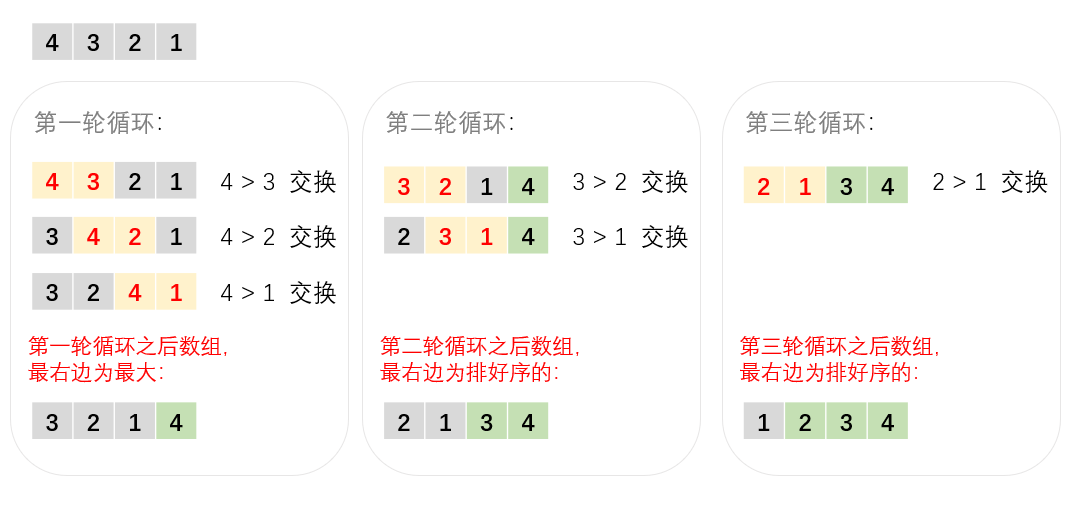 4 3 2 1
第一轮循环:
4 3 2 1 4 > 3 交换
3 4 2 1 4 > 2 交换
3 2 4 1 4 > 1 交换
第一轮循环之后数组,
最右边为最大:
3 2 1 4
第二轮循环:
3 2 1 4 3 > 2 交换
2 3 1 4 3 > 1 交换
第二轮循环之后数组,
最右边为排好序的:
2 1 3 4
第三轮循环:
2 1 3 4 2 > 1 交换
第三轮循环之后数组,
最右边为排好序的:
1 2 3 4